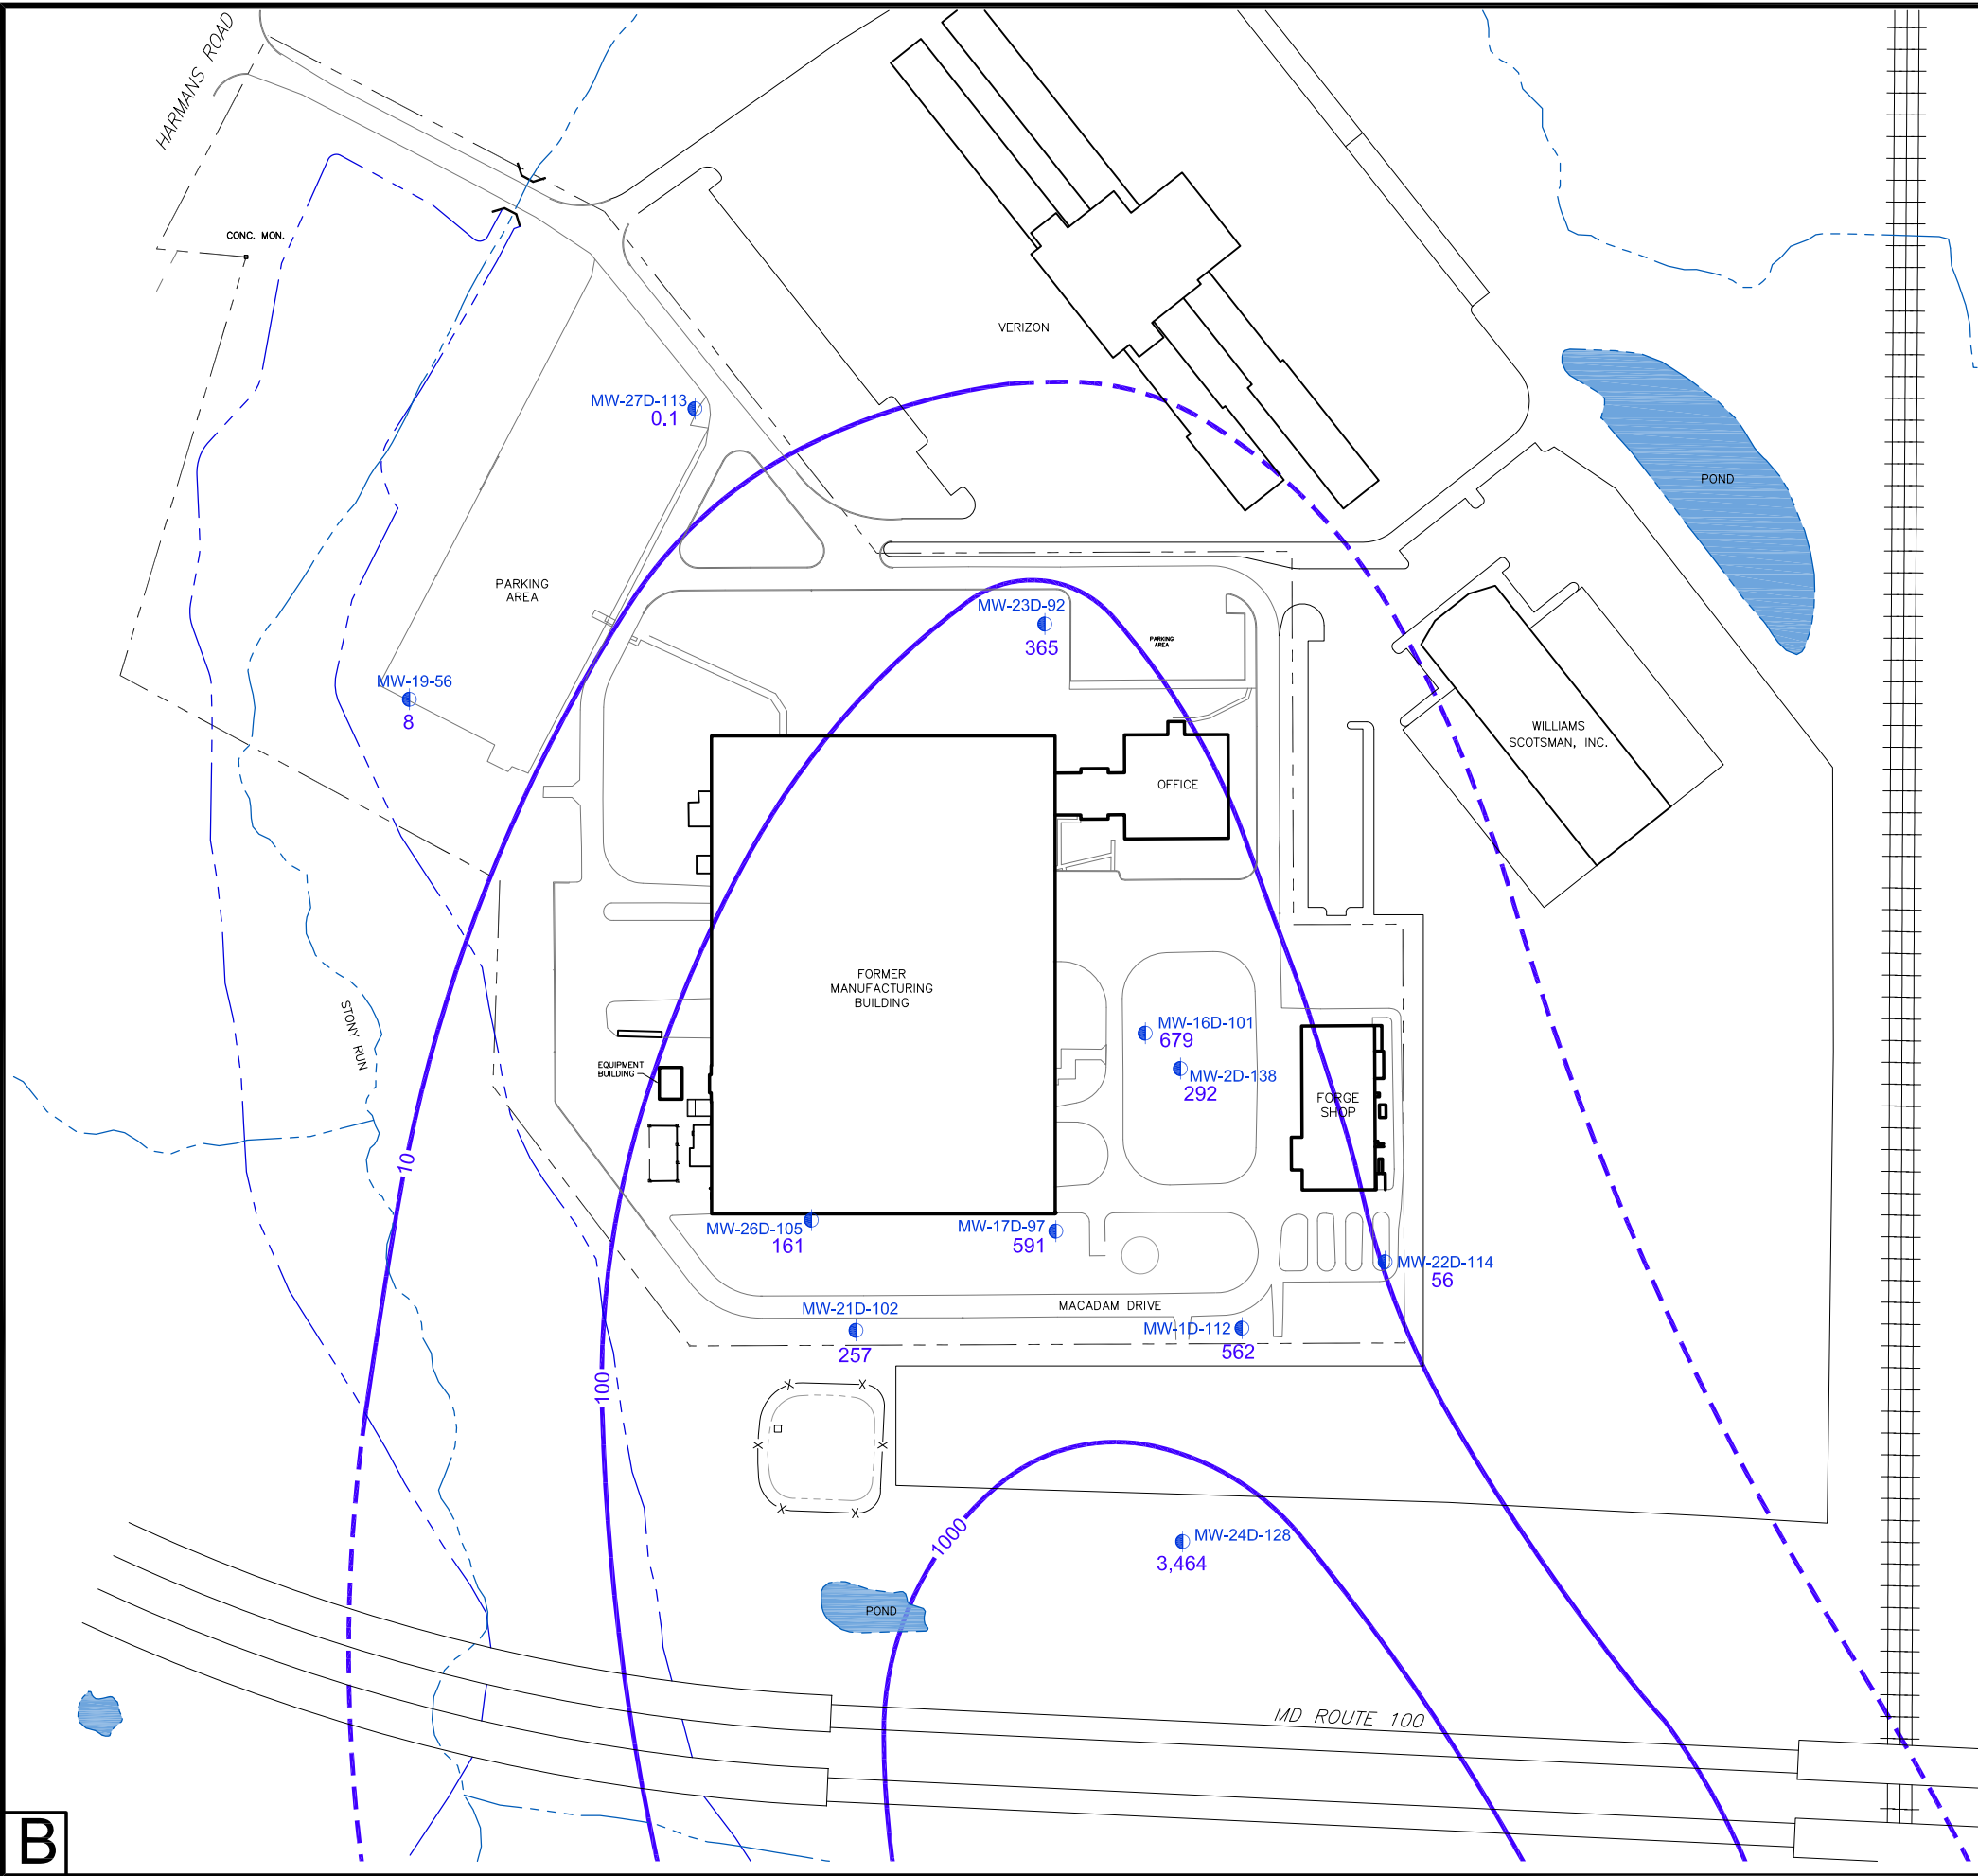 HARMANS ROAD
CONC. MON.
VERIZON
MW-27D-113
0.1
POND
PARKING
AREA
MW-23D-92
365
PARKING
AREA
MW-19-56
8
WILLIAMS
SCOTSMAN, INC.
OFFICE
FORMER
MANUFACTURING
BUILDING
STONY RUN
MW-16D-101
679
EQUIPMENT
BUILDING
MW-2D-138
292
FORGE
SHOP
10
MW-26D-105
161
MW-17D-97
591
MW-22D-114
56
MACADAM DRIVE
MW-21D-102
257
MW-1D-112
562
100
X
X
X
X
X
X
1000
MW-24D-128
3,464
POND
MD ROUTE 100
B